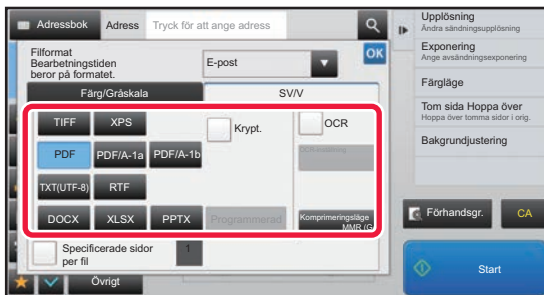 Adressbok
Adress
Tryck för att ange adress
Filformat
Bearbetningstiden
beror på formatet.
E-post
OK
Färg/Gråskala
SV/V
TIFF
XPS
Krypt.
OCR
PDF
PDF/A-1a
PDF/A-1b
TXT(UTF-8)
RTF
DOCX
XLSX
PPTX
Programmerad
Komprimeringsläge
MMR (G
Specificerade sidor
per fil
1
Övrigt
Upplösning
Ändra sändningsupplösning
Exponering
Ange avsändningsexponering
Färgläge
Tom sida Hoppa över
Hoppa över tomma sidor i orig.
Bakgrundjustering
Förhandsgr.
CA
Start